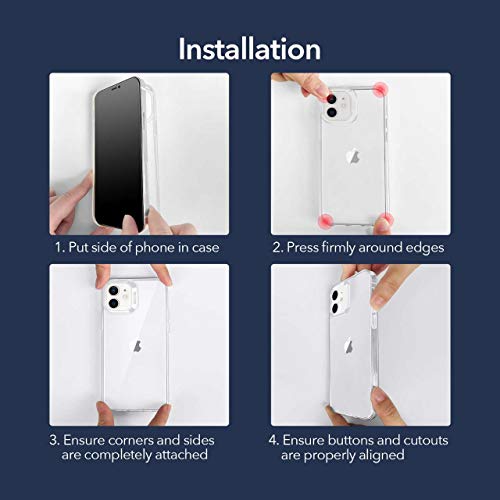 Installation
1. Put side of phone in case
2. Press firmly around edges
3. Ensure corners and sides
are completely attached
4. Ensure buttons and cutouts
are properly aligned